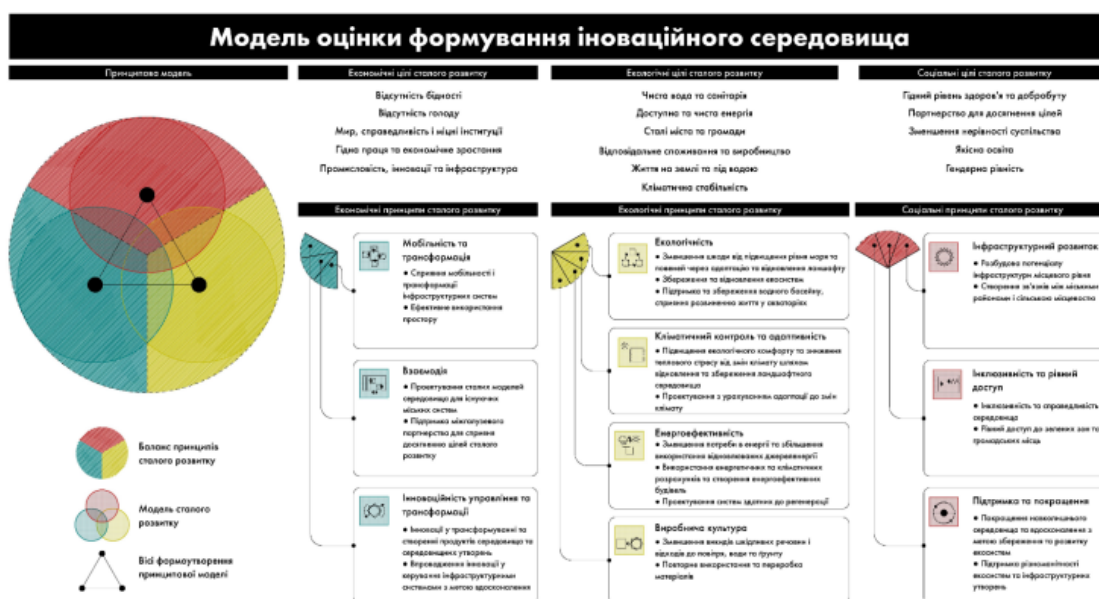 Модель оцінки формування іноваційного середовища
Принципова модель
Баланс принципів
сталого розвитку
Модель сталого
розвитку
Вісі формоутворення
принципової моделі
Економічні цілі сталого розвитку
Відсутність бідності
Відсутність голоду
Мир, справедливість і міцні інституції
Гідна праця та економічне зростання
Промисловість, інновації та інфраструктура
Економічні принципи сталого розвитку
Мобільність та
трансформація
• Сприяння мобільності і
трансформації
інфраструктурних систем
• Ефективне використання
простору
Взаємодія
• Проектування сталих моделей
середовища для існуючих
міських систем
• Підтримка міжгалузевого
партнерства для сприян
досягненню цілей сталого
розвитку
Інноваційність управління та
трансформації
• Інновації у трансформуванні та
створенні продуктів середовища та
середовищних утворень
• Впровадження інновацій у
керування інфраструктурними
системами з метою вдосконалення
Екологічні цілі сталого розвитку
Чиста вода та санітарія
Доступна та чиста енергія
Сталі міста та громади
Відповідальне споживання та виробництво
Життя на землі та під водою
Кліматична стабільність
Екологічні принципи сталого розвитку
Екологічність
• Зменшення шкоди від підвищення рівня моря та
повеней через адаптацію та відновлення ландшафту
• Збереження та відновлення екосистем
• Підтримка та збереження водного басейну,
сприяння розвиненню життя у акваторіях
Кліматичний контроль та адаптивність
• Підвищення екологічного комфорту та зниження
теплового стресу від змін клімату шляхом
відновлення та збереження ландшафтного
середовища
• Проектування з урахуванням адаптації до змін
клімату
Енергоефективність
• Зменшення потреби в енергії та збільшення
використання відновлюваних джерел енергії
• Використання енергетичних та кліматичних
розрахунків та створення енергоефективних
будівель
• Проектування систем здатних до регенерації
Виробнича культура
• Зменшення викидів шкідливих речовин і
відходів до повітря, води та ґрунту
• Повторне використання та переробка
матеріалів
Соціальні цілі сталого розвитку
Гідний рівень здоров'я та добробуту
Партнерство для досягнення цілей
Зменшення нерівності суспільства
Якісна освіта
Гендерна рівність
Соціальні принципи сталого розвитку
Інфраструктурний розвиток
• Розбудова потенціалу
інфраструктури місцевого рівня
• Створення зв'язків між міськими
районами і сільською місцевістю
Інклюзивність та рівний
доступ
• Інклюзивність та справедливість
середовища
• Рівний доступ до зелених зон та
громадських місць
Підтримка та покращення
• Покращення навколишнього
середовища та вдосконалення з
метою збереження та розвитку
екосистем
• Підтримка різноманітності
екосистем та інфраструктурних
утворень